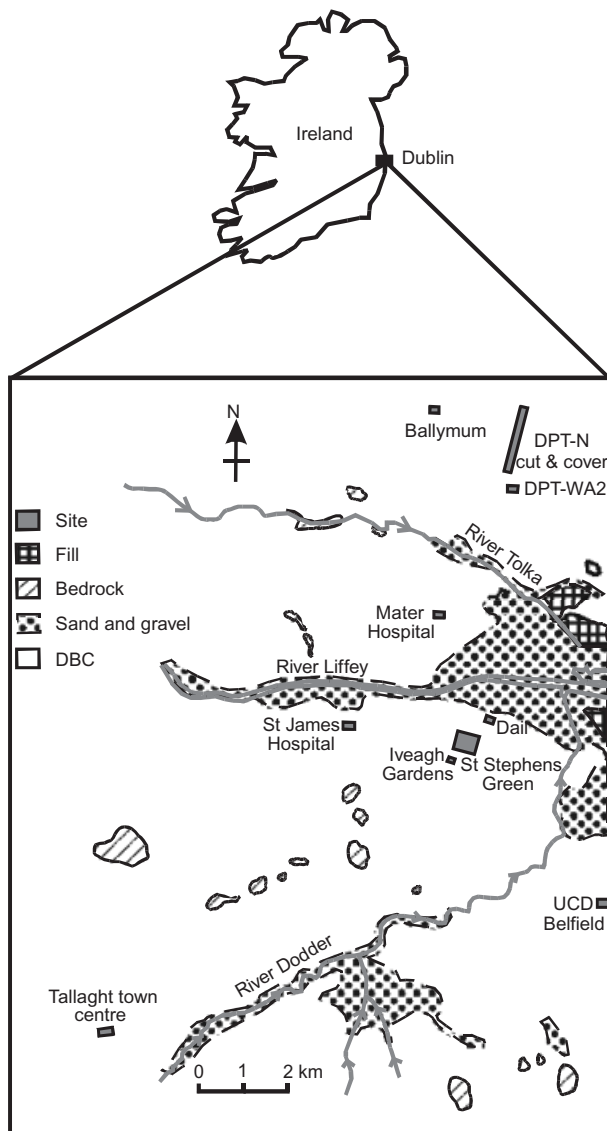 Ireland
Dublin
N
Ballymum
DPT-N
cut & cover
DPT-WA2
Site
Fill
Bedrock
Sand and gravel
DBC
River Tolka
Mater
Hospital
River Liffey
St James
Hospital
Dail
Iveagh
Gardens
St Stephens
Green
UCD
Belfield
River Dodder
Tallaght town
centre
0 1 2 km